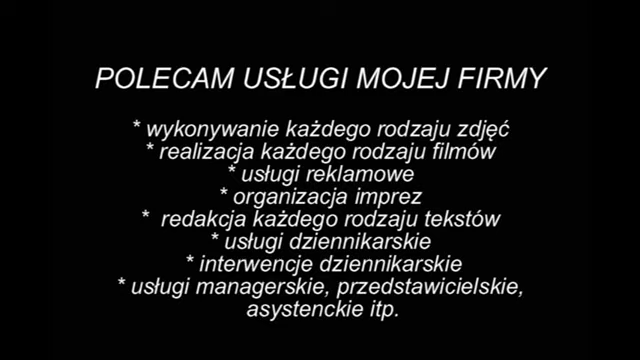 POLECAM USŁUGI MOJEJ FIRMY
* wykonywanie każdego rodzaju zdjęć
* realizacja każdego rodzaju filmów
* usługi reklamowe
* organizacja imprez
* redakcja każdego rodzaju tekstów
* usługi dziennikarskie
* interwencje dziennikarskie
* usługi managerskie, przedstawicielskie,
asystenckie itp.